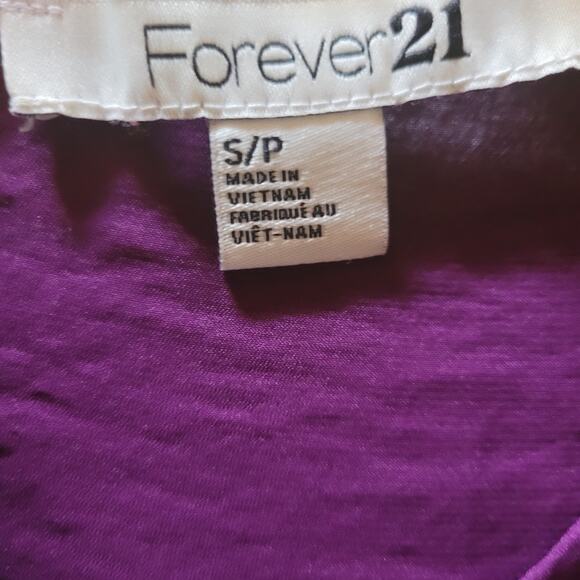 Forever21
S/P
MADE IN
VIETNAM
FABRIQUÉ AU
VIÊT-NAM